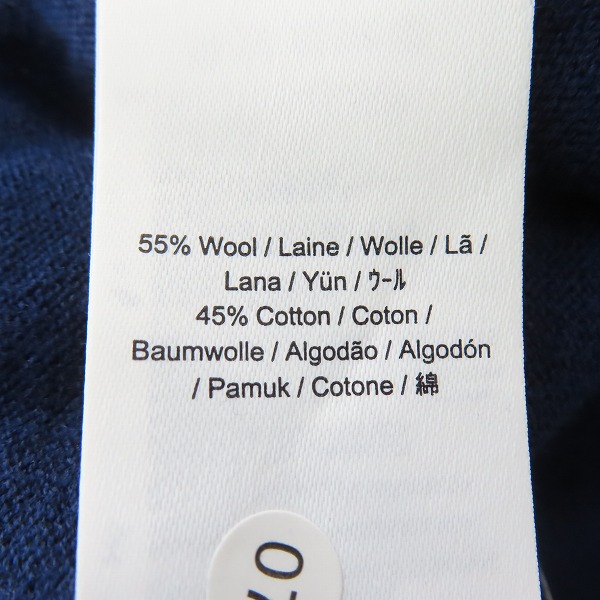 55% Wool / Laine / Wolle / Lã /
Lana / Yün / ｳｰﾙ
45% Cotton / Coton /
Baumwolle / Algodão / Algodón
/ Pamuk / Cotone / 綿